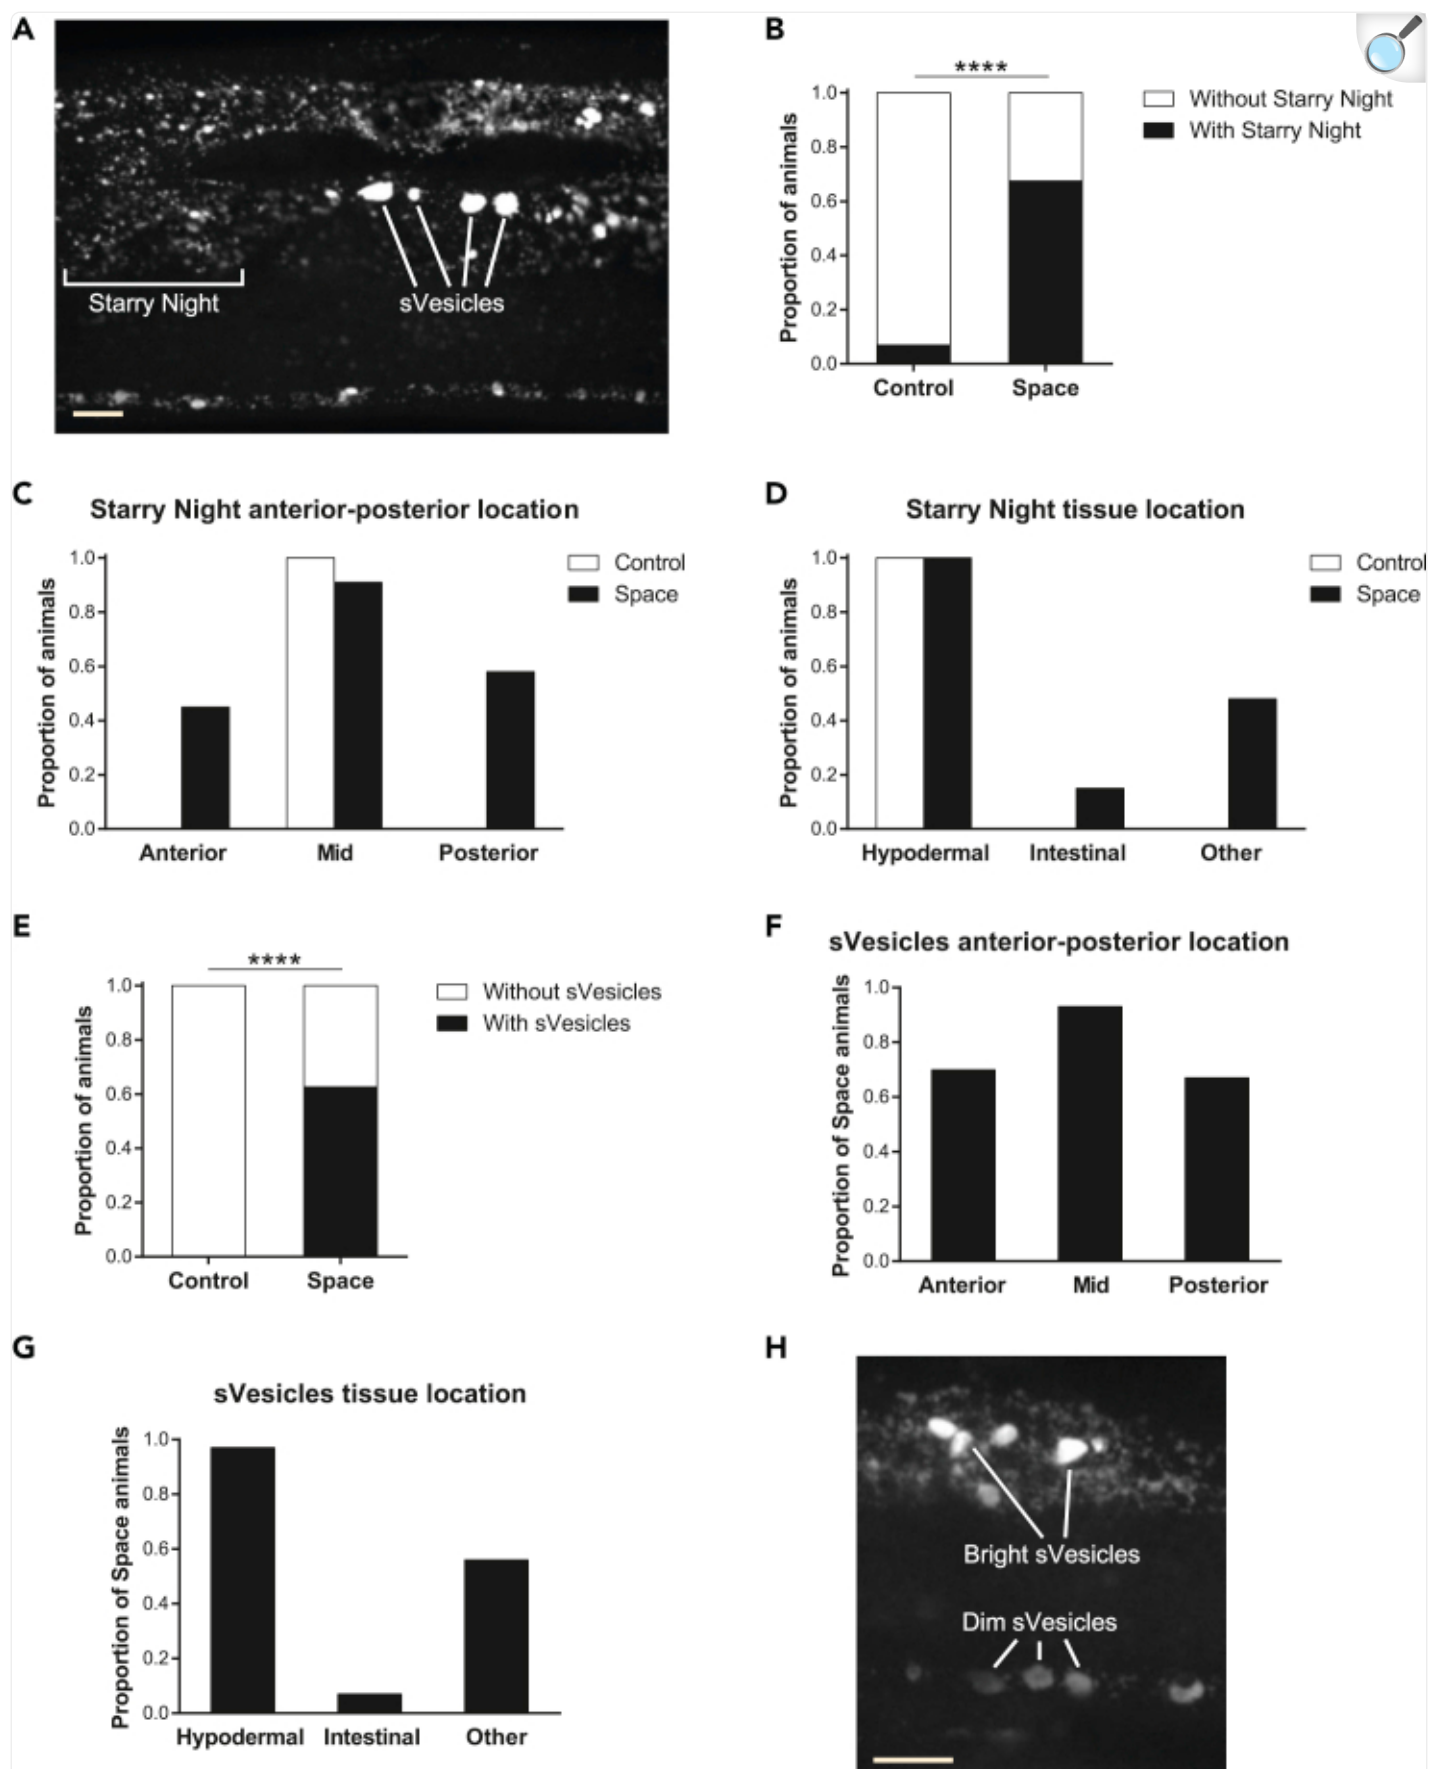 A
Starry Night
sVesicles
B
****
Without Starry Night
With Starry Night
Proportion of animals
1.0
0.8
0.6
0.4
0.2
0.0
Control
Space
C
Starry Night anterior-posterior location
Control
Space
Proportion of animals
1.0
0.8
0.6
0.4
0.2
0.0
Anterior
Mid
Posterior
D
Starry Night tissue location
Control
Space
Proportion of animals
1.0
0.8
0.6
0.4
0.2
0.0
Hypodermal
Intestinal
Other
E
****
Without sVesicles
With sVesicles
Proportion of animals
1.0
0.8
0.6
0.4
0.2
0.0
Control
Space
F
sVesicles anterior-posterior location
Proportion of Space animals
1.0
0.8
0.6
0.4
0.2
0.0
Anterior
Mid
Posterior
G
sVesicles tissue location
Proportion of Space animals
1.0
0.8
0.6
0.4
0.2
0.0
Hypodermal
Intestinal
Other
H
Bright sVesicles
Dim sVesicles